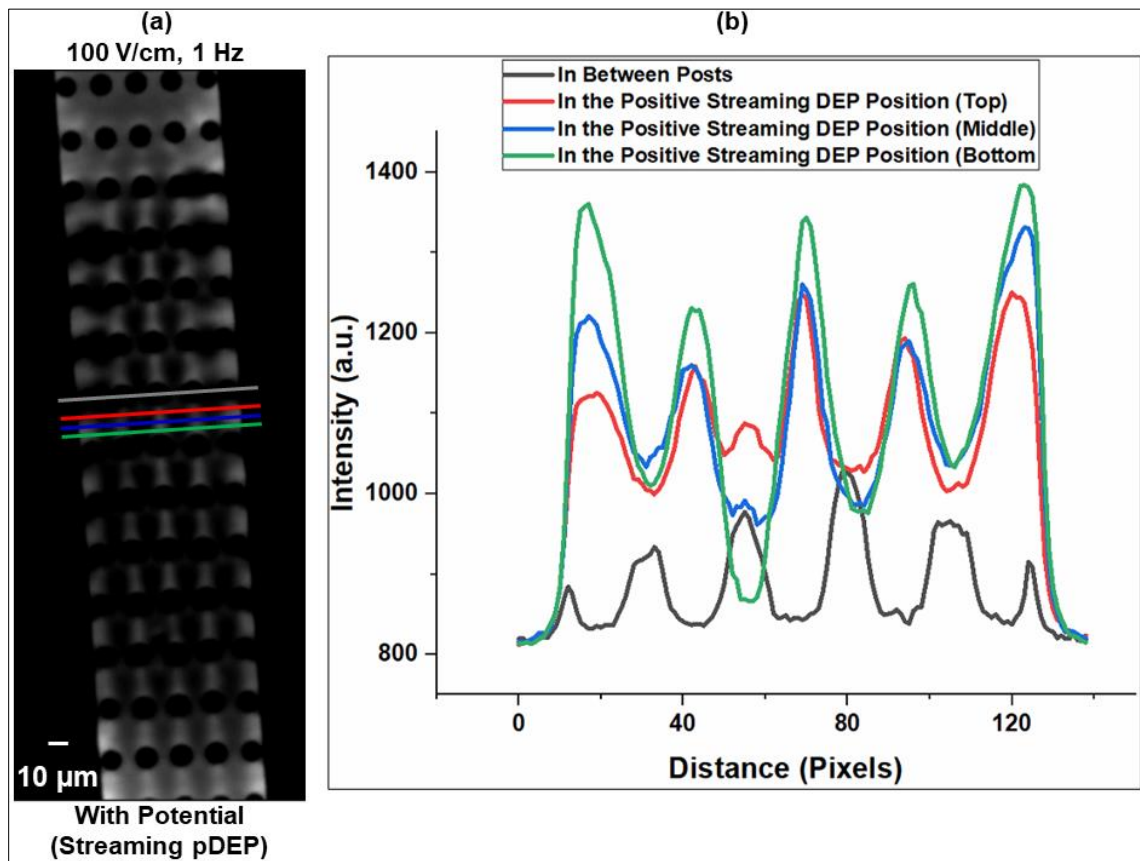 (a)
100 V/cm, 1 Hz
10 µm
With Potential
(Streaming pDEP)
(b)
In Between Posts
In the Positive Streaming DEP Position (Top)
In the Positive Streaming DEP Position (Middle)
In the Positive Streaming DEP Position (Bottom
Intensity (a.u.)
1400
1200
1000
800
0 40 80 120
Distance (Pixels)